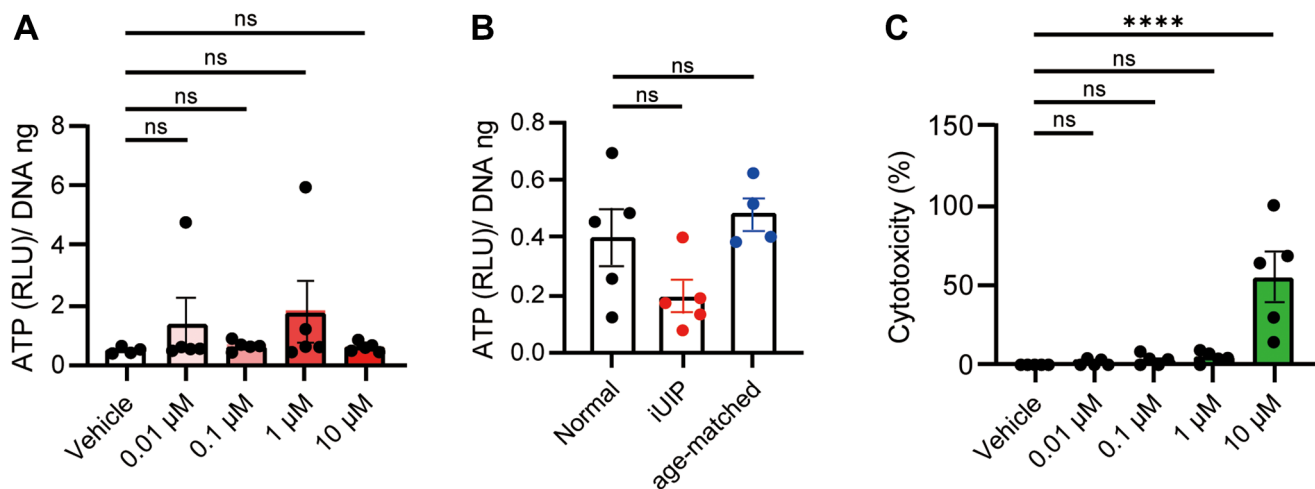 A
ns
ns
ns
ns
ATP (RLU)/ DNA ng
8
6
4
2
0
Vehicle
0.01 µM
0.1 µM
1 µM
10 µM
B
ns
ns
ATP (RLU)/ DNA ng
0.8
0.6
0.4
0.2
0.0
Normal
iUIP
age-matched
C
****
ns
ns
ns
Cytotoxicity (%)
150
100
50
0
Vehicle
0.01 µM
0.1 µM
1 µM
10 µM